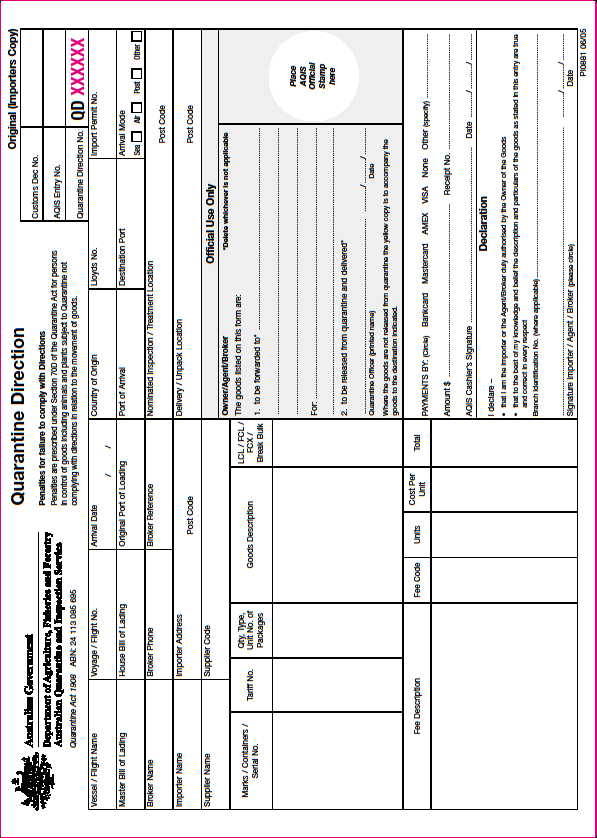 Australian Government
Department of Agriculture, Fisheries and Forestry
Australian Quarantine and Inspection Service
Quarantine Act 1908   ABN: 24 113 085 695
Quarantine Direction
Penalties for failure to comply with Directions
Penalties are prescribed under Section 70D of the Quarantine Act for persons
in control of goods including animals and plants subject to Quarantine not
complying with directions in relation to the movement of goods.
Original (Importers Copy)
Customs Dec No.
AQIS Entry No.
Quarantine Direction No. QD XXXXXX
Vessel / Flight Name   Voyage / Flight No.   Arrival Date / /   Country of Origin   Lloyds No.   Import Permit No.
Master Bill of Lading   House Bill of Lading   Original Port of Loading   Port of Arrival   Destination Port   Arrival Mode
Sea   Air   Post   Other
Broker Name   Broker Phone   Broker Reference   Nominated Inspection / Treatment Location   Post Code
Importer Name   Importer Address   Post Code   Delivery / Unpack Location   Post Code
Supplier Name   Supplier Code   Official Use Only
Marks / Containers / Serial No.   Tariff No.   Qty, Type, Unit No. of Packages   Goods Description   LCL / FCL / FCX / Break Bulk
Owner/Agent/Broker   *Delete whichever is not applicable
The goods listed on this form are:
1.  to be forwarded to*
For:
2.  to be released from quarantine and delivered*
Place
AQIS
Official
Stamp
here
Quarantine Officer (printed name)   / /   Date
Where the goods are not released from quarantine the yellow copy is to accompany the
goods to the destination indicated.
Fee Description   Fee Code   Units   Cost Per Unit   Total
PAYMENTS BY: (Circle)   Bankcard   Mastercard   AMEX   VISA   None   Other (specify)
Amount $   Receipt No.
AQIS Cashier's Signature   Date / /
Declaration
I declare –
• that I am the Importer or the Agent/Broker duly authorised by the Owner of the Goods
• that to the best of my knowledge and belief the description and particulars of the goods as stated in this entry are true
and correct in every respect
Branch Identification No. (where applicable)
Signature Importer / Agent / Broker (please circle)   / /   Date
PI0881 06/05